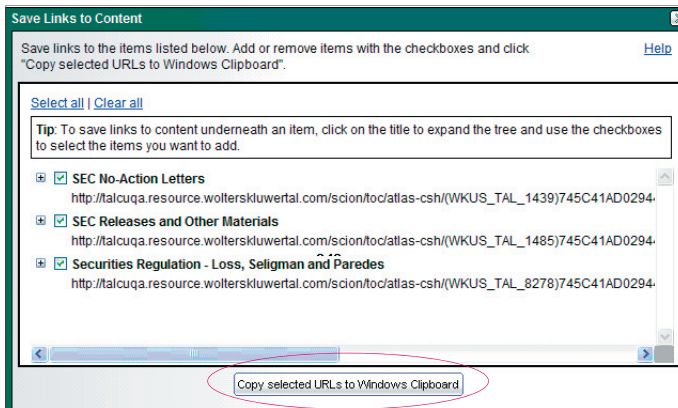 Save Links to Content
Save links to the items listed below. Add or remove items with the checkboxes and click
"Copy selected URLs to Windows Clipboard".
Help
Select all | Clear all
Tip: To save links to content underneath an item, click on the title to expand the tree and use the checkboxes
to select the items you want to add.
SEC No-Action Letters
http://talcuqa.resource.wolterskluwertal.com/scion/toc/atlas-csh/(WKUS_TAL_1439)745C41AD0294
SEC Releases and Other Materials
http://talcuqa.resource.wolterskluwertal.com/scion/toc/atlas-csh/(WKUS_TAL_1485)745C41AD0294
Securities Regulation - Loss, Seligman and Paredes
http://talcuqa.resource.wolterskluwertal.com/scion/toc/atlas-csh/(WKUS_TAL_8278)745C41AD0294
Copy selected URLs to Windows Clipboard